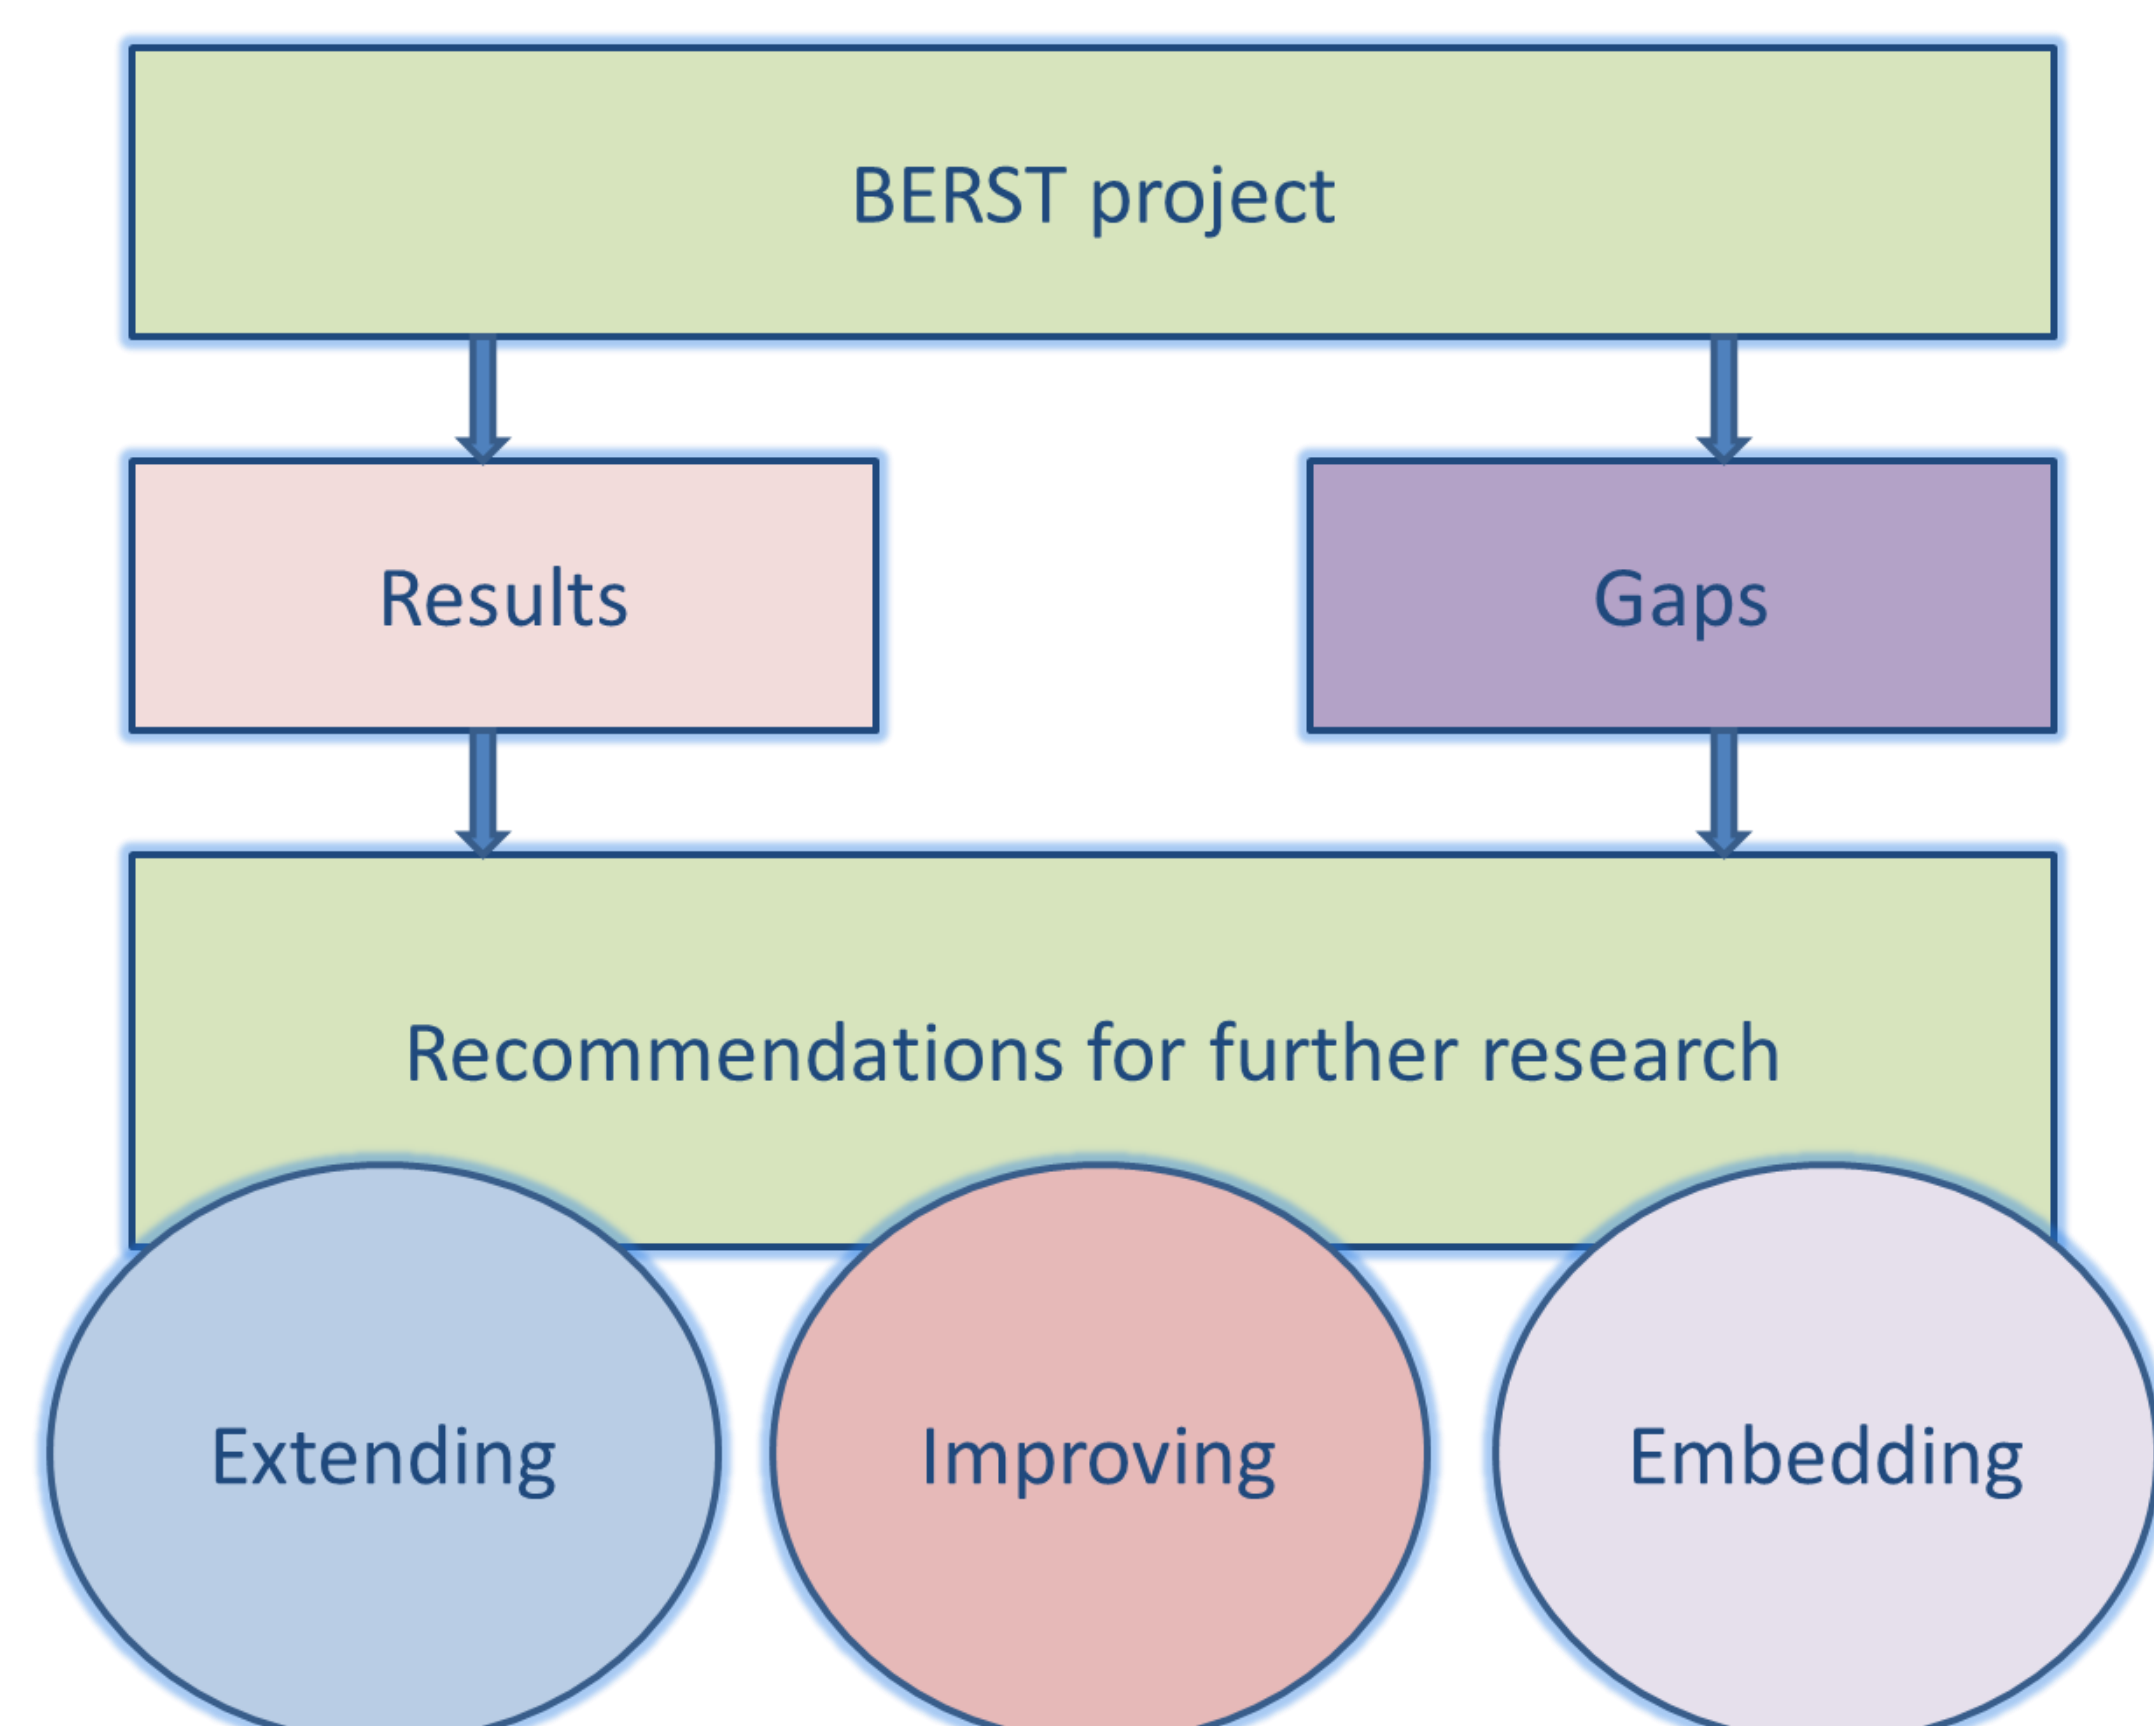 BERST project
Results
Gaps
Recommendations for further research
Extending
Improving
Embedding